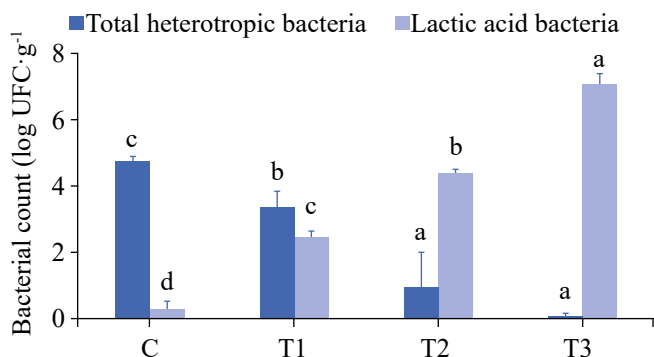 Total heterotropic bacteria Lactic acid bacteria
Bacterial count (log UFC·g⁻¹
8
6
4
2
0
c
d
b
c
a
b
a
a
C T1 T2 T3